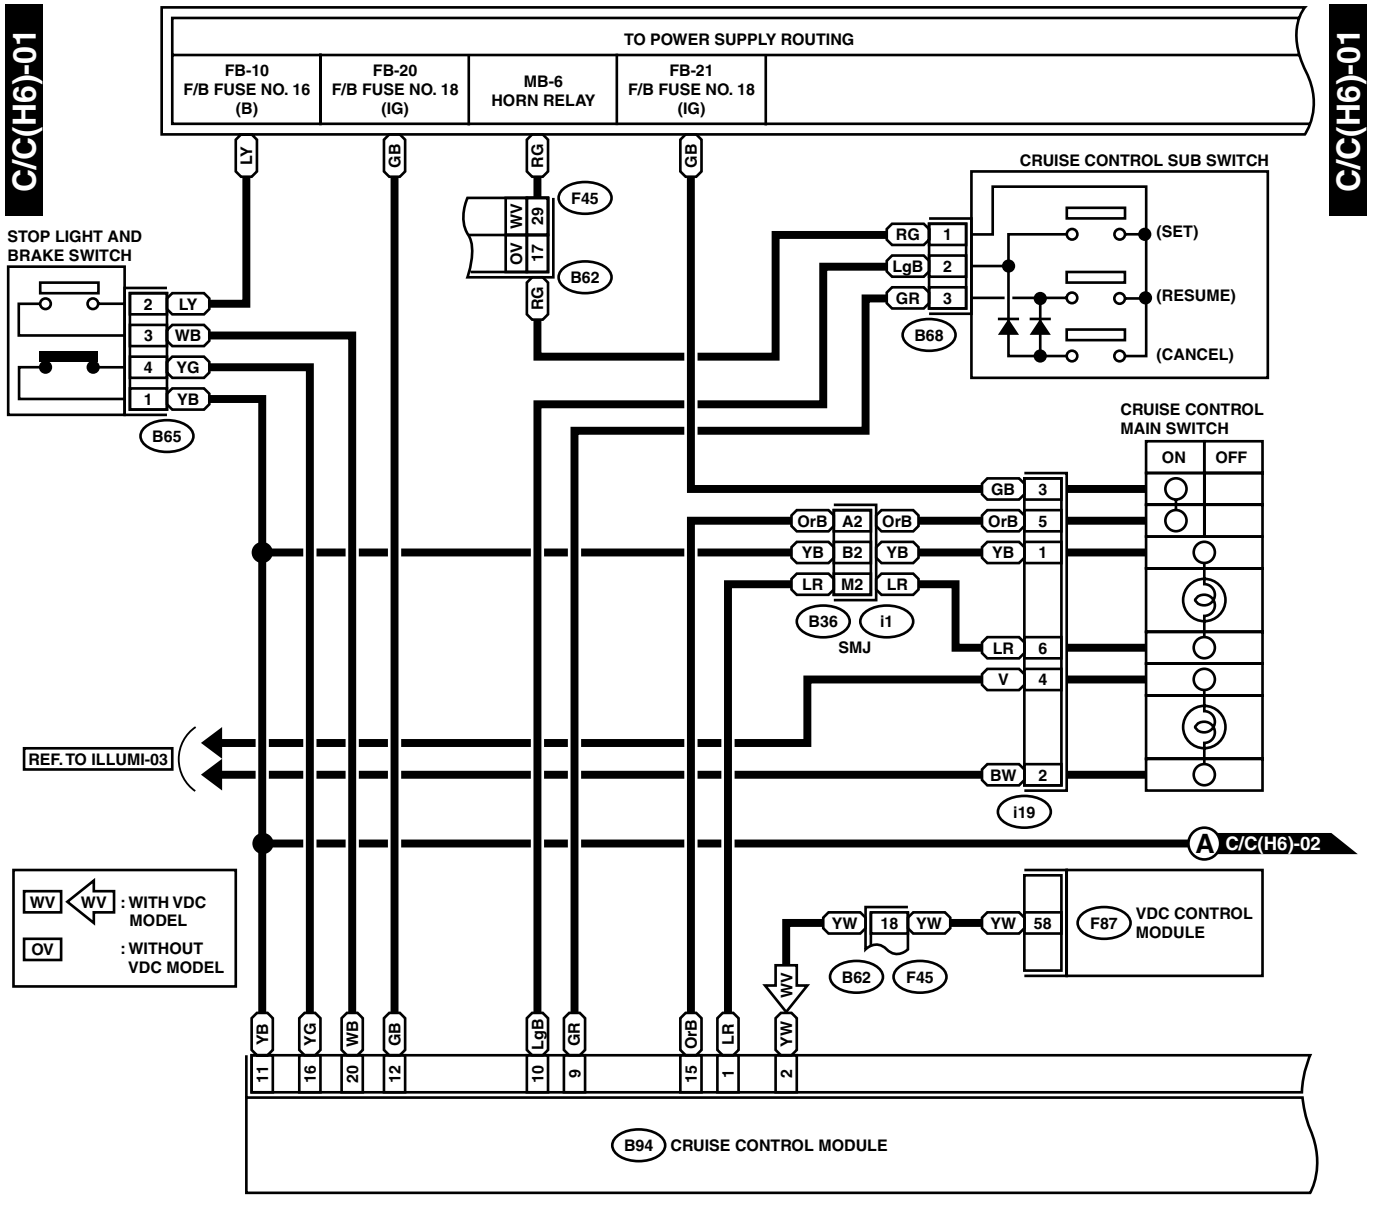 C/C(H6)-01
C/C(H6)-01
TO POWER SUPPLY ROUTING
FB-10
F/B FUSE NO. 16
(B)
FB-20
F/B FUSE NO. 18
(IG)
MB-6
HORN RELAY
FB-21
F/B FUSE NO. 18
(IG)
LY
GB
RG
GB
CRUISE CONTROL SUB SWITCH
F45
WV 29
OV 17
B62
RG
STOP LIGHT AND
BRAKE SWITCH
2 LY
3 WB
4 YG
1 YB
B65
RG 1
LgB 2
GR 3
B68
(SET)
(RESUME)
(CANCEL)
CRUISE CONTROL
MAIN SWITCH
ON OFF
GB 3
OrB A2 OrB OrB 5
YB B2 YB YB 1
LR M2 LR
B36 i1
SMJ
LR 6
V 4
REF. TO ILLUMI-03
BW 2
i19
A C/C(H6)-02
WV WV : WITH VDC
MODEL
OV : WITHOUT
VDC MODEL
YW 18 YW YW 58
B62 F45
F87 VDC CONTROL
MODULE
WV
YB YG WB GB LgB GR OrB LR YW
11 16 20 12 10 9 15 1 2
B94 CRUISE CONTROL MODULE